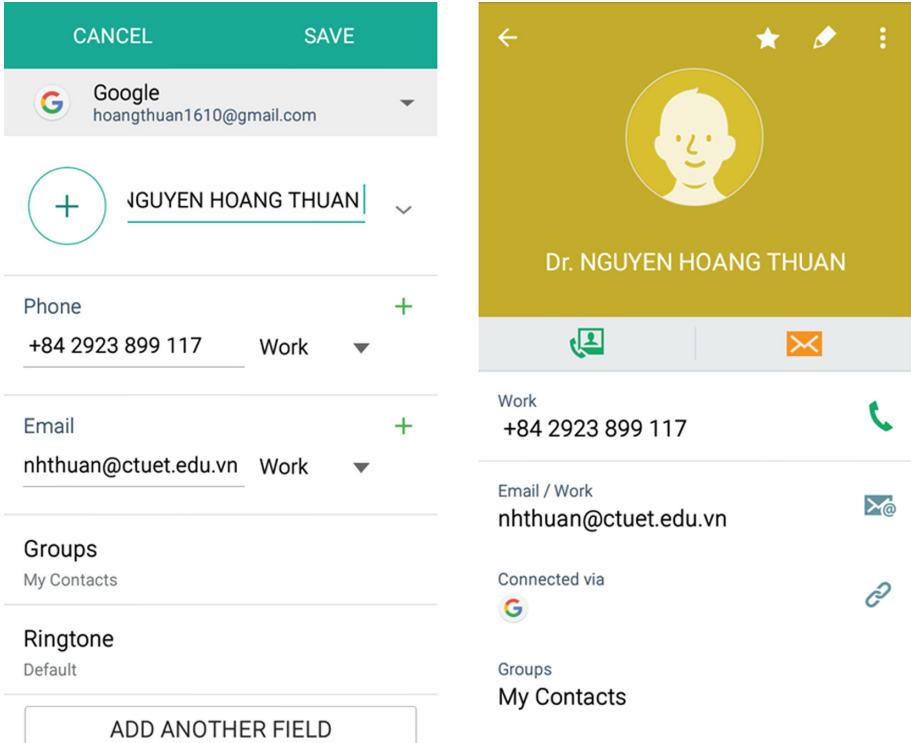 CANCEL SAVE
Google
hoangthuan1610@gmail.com
NGUYEN HOANG THUAN
Phone
+84 2923 899 117 Work
Email
nhthuan@ctuet.edu.vn Work
Groups
My Contacts
Ringtone
Default
ADD ANOTHER FIELD
Dr. NGUYEN HOANG THUAN
Work
+84 2923 899 117
Email / Work
nhthuan@ctuet.edu.vn
Connected via
Groups
My Contacts